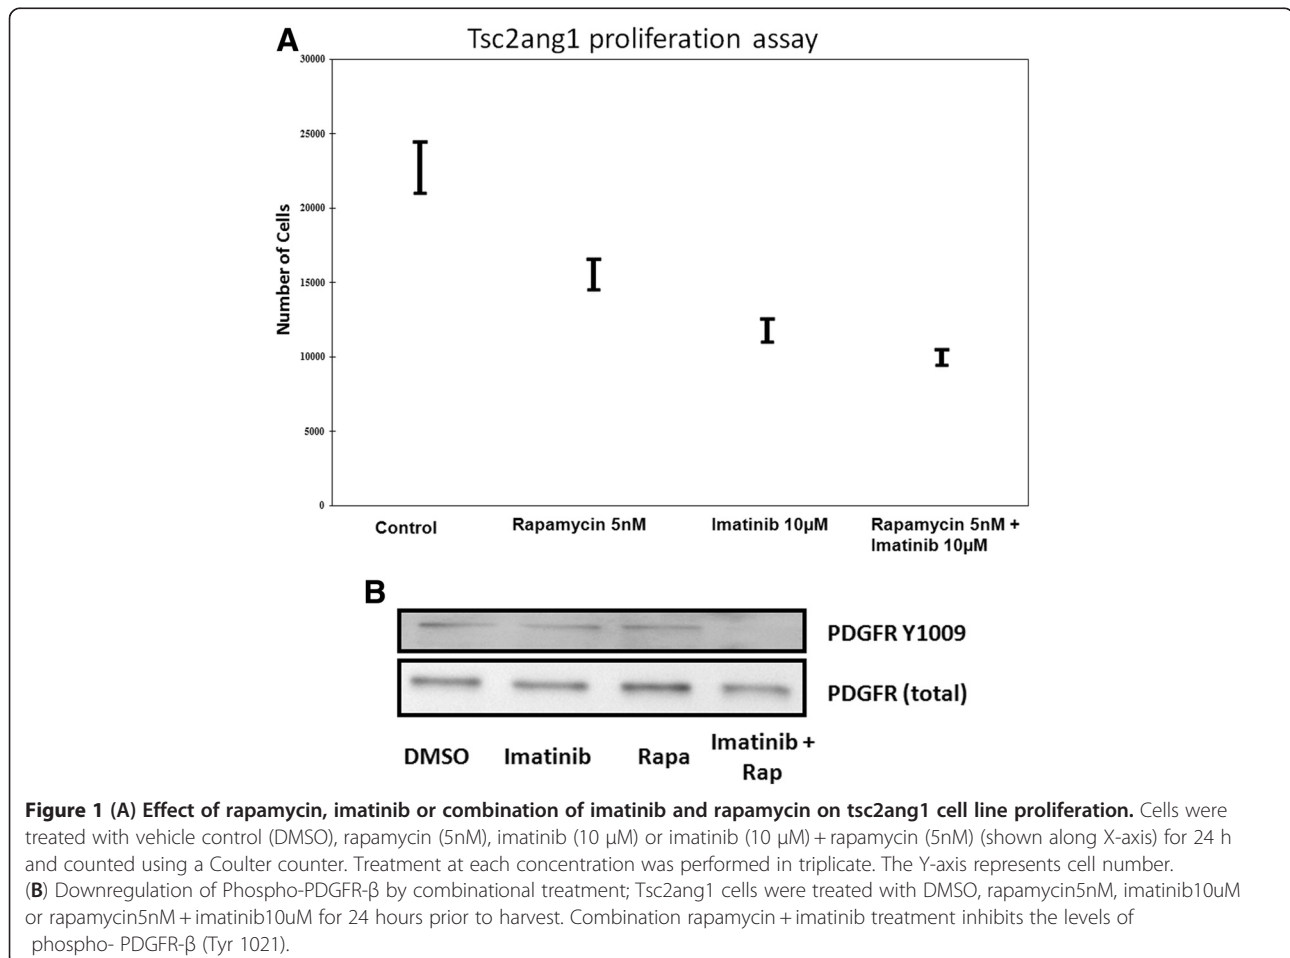 A
Tsc2ang1 proliferation assay
Number of Cells
30000
25000
20000
15000
10000
5000
0
Control
Rapamycin 5nM
Imatinib 10µM
Rapamycin 5nM +
Imatinib 10µM
B
PDGFR Y1009
PDGFR (total)
DMSO
Imatinib
Rapa
Imatinib +
Rap
Figure 1 (A) Effect of rapamycin, imatinib or combination of imatinib and rapamycin on tsc2ang1 cell line proliferation. Cells were
treated with vehicle control (DMSO), rapamycin (5nM), imatinib (10 µM) or imatinib (10 µM) + rapamycin (5nM) (shown along X-axis) for 24 h
and counted using a Coulter counter. Treatment at each concentration was performed in triplicate. The Y-axis represents cell number.
(B) Downregulation of Phospho-PDGFR-β by combinational treatment; Tsc2ang1 cells were treated with DMSO, rapamycin5nM, imatinib10uM
or rapamycin5nM + imatinib10uM for 24 hours prior to harvest. Combination rapamycin + imatinib treatment inhibits the levels of
phospho- PDGFR-β (Tyr 1021).